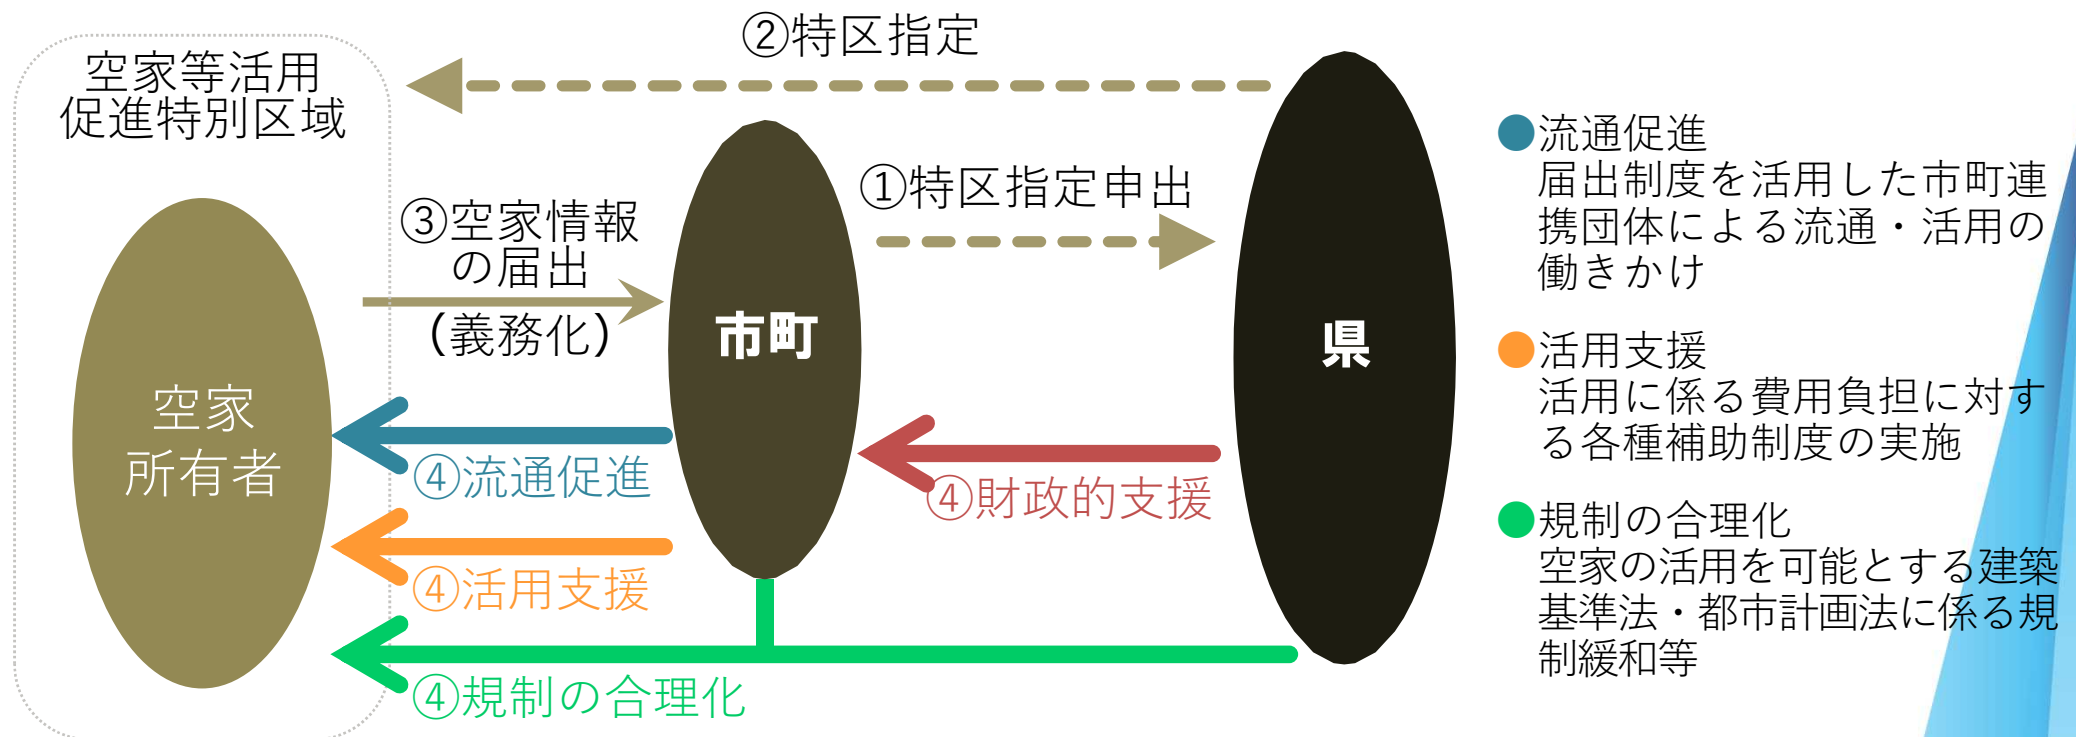 ②特区指定
空家等活用
促進特別区域
①特区指定申出
③空家情報
の届出
(義務化)
市町
県
空家
所有者
④流通促進
④財政的支援
④活用支援
④規制の合理化
●流通促進
届出制度を活用した市町連
携団体による流通・活用の
働きかけ
●活用支援
活用に係る費用負担に対す
る各種補助制度の実施
●規制の合理化
空家の活用を可能とする建築
基準法・都市計画法に係る規
制緩和等